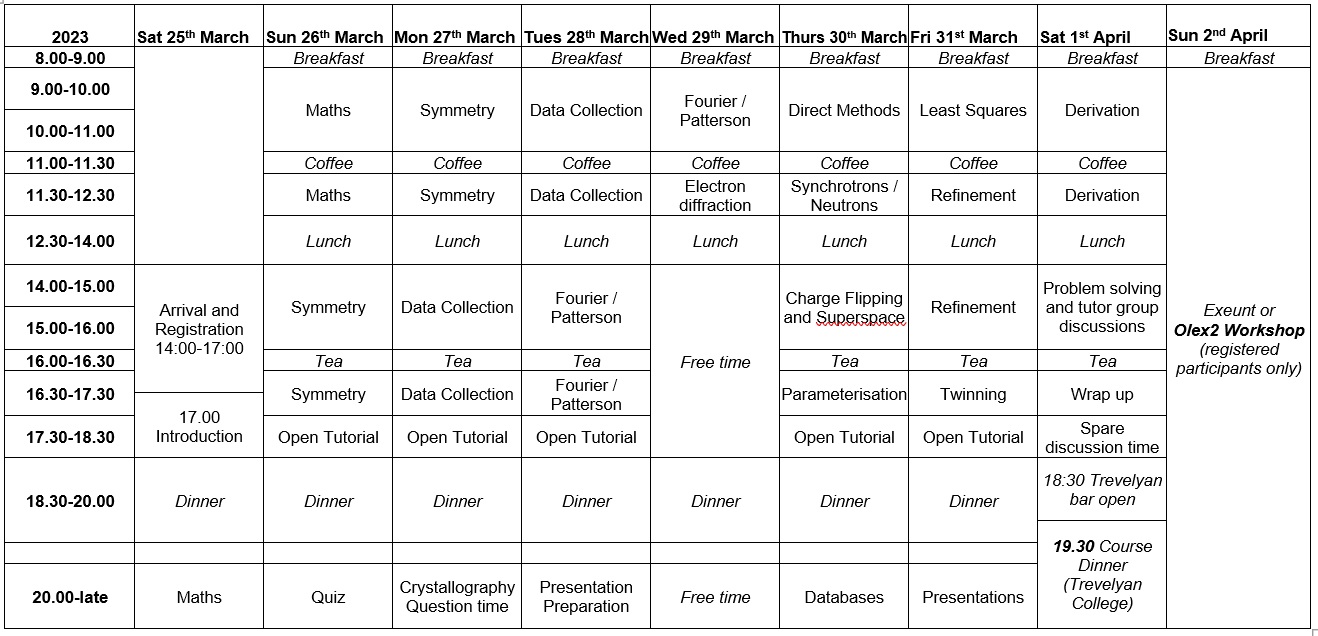 2023 Sat 25th March Sun 26th March Mon 27th March Tues 28th March Wed 29th March Thurs 30th March Fri 31st March Sat 1st April Sun 2nd April
8.00-9.00 Breakfast Breakfast Breakfast Breakfast Breakfast Breakfast Breakfast Breakfast
9.00-10.00
10.00-11.00
Maths
Symmetry
Data Collection
Fourier /
Patterson
Direct Methods
Least Squares
Derivation
11.00-11.30 Coffee Coffee Coffee Coffee Coffee Coffee Coffee
11.30-12.30
Maths
Symmetry
Data Collection
Electron
diffraction
Synchrotrons /
Neutrons
Refinement
Derivation
12.30-14.00 Lunch Lunch Lunch Lunch Lunch Lunch Lunch
14.00-15.00
15.00-16.00
Arrival and
Registration
14:00-17:00
Symmetry
Data Collection
Fourier /
Patterson
Free time
Charge Flipping
and Superspace
Refinement
Problem solving
and tutor group
discussions
Exeunt or
Olex2 Workshop
(registered
participants only)
16.00-16.30 Tea Tea Tea Tea Tea Tea
16.30-17.30
17.00
Introduction
Symmetry
Data Collection
Fourier /
Patterson
Parameterisation
Twinning
Wrap up
17.30-18.30
Open Tutorial
Open Tutorial
Open Tutorial
Open Tutorial
Open Tutorial
Spare
discussion time
18.30-20.00 Dinner Dinner Dinner Dinner Dinner Dinner Dinner
18:30 Trevelyan
bar open
19.30 Course
Dinner
(Trevelyan
College)
20.00-late
Maths
Quiz
Crystallography
Question time
Presentation
Preparation
Free time
Databases
Presentations